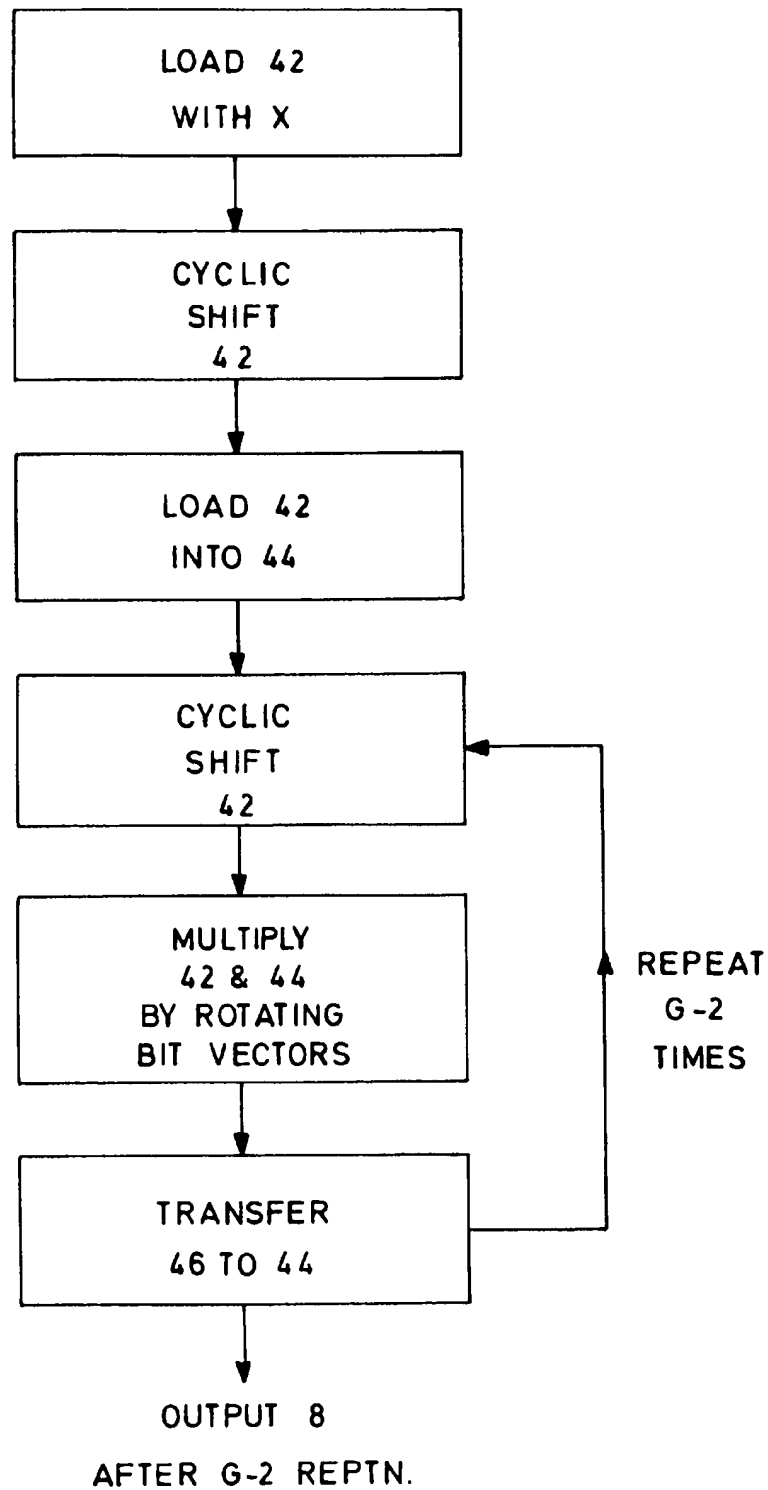 LOAD 42
WITH X
CYCLIC
SHIFT
42
LOAD 42
INTO 44
CYCLIC
SHIFT
42
MULTIPLY
42 & 44
BY ROTATING
BIT VECTORS
REPEAT
G-2
TIMES
TRANSFER
46 TO 44
OUTPUT 8
AFTER G-2 REPTN.